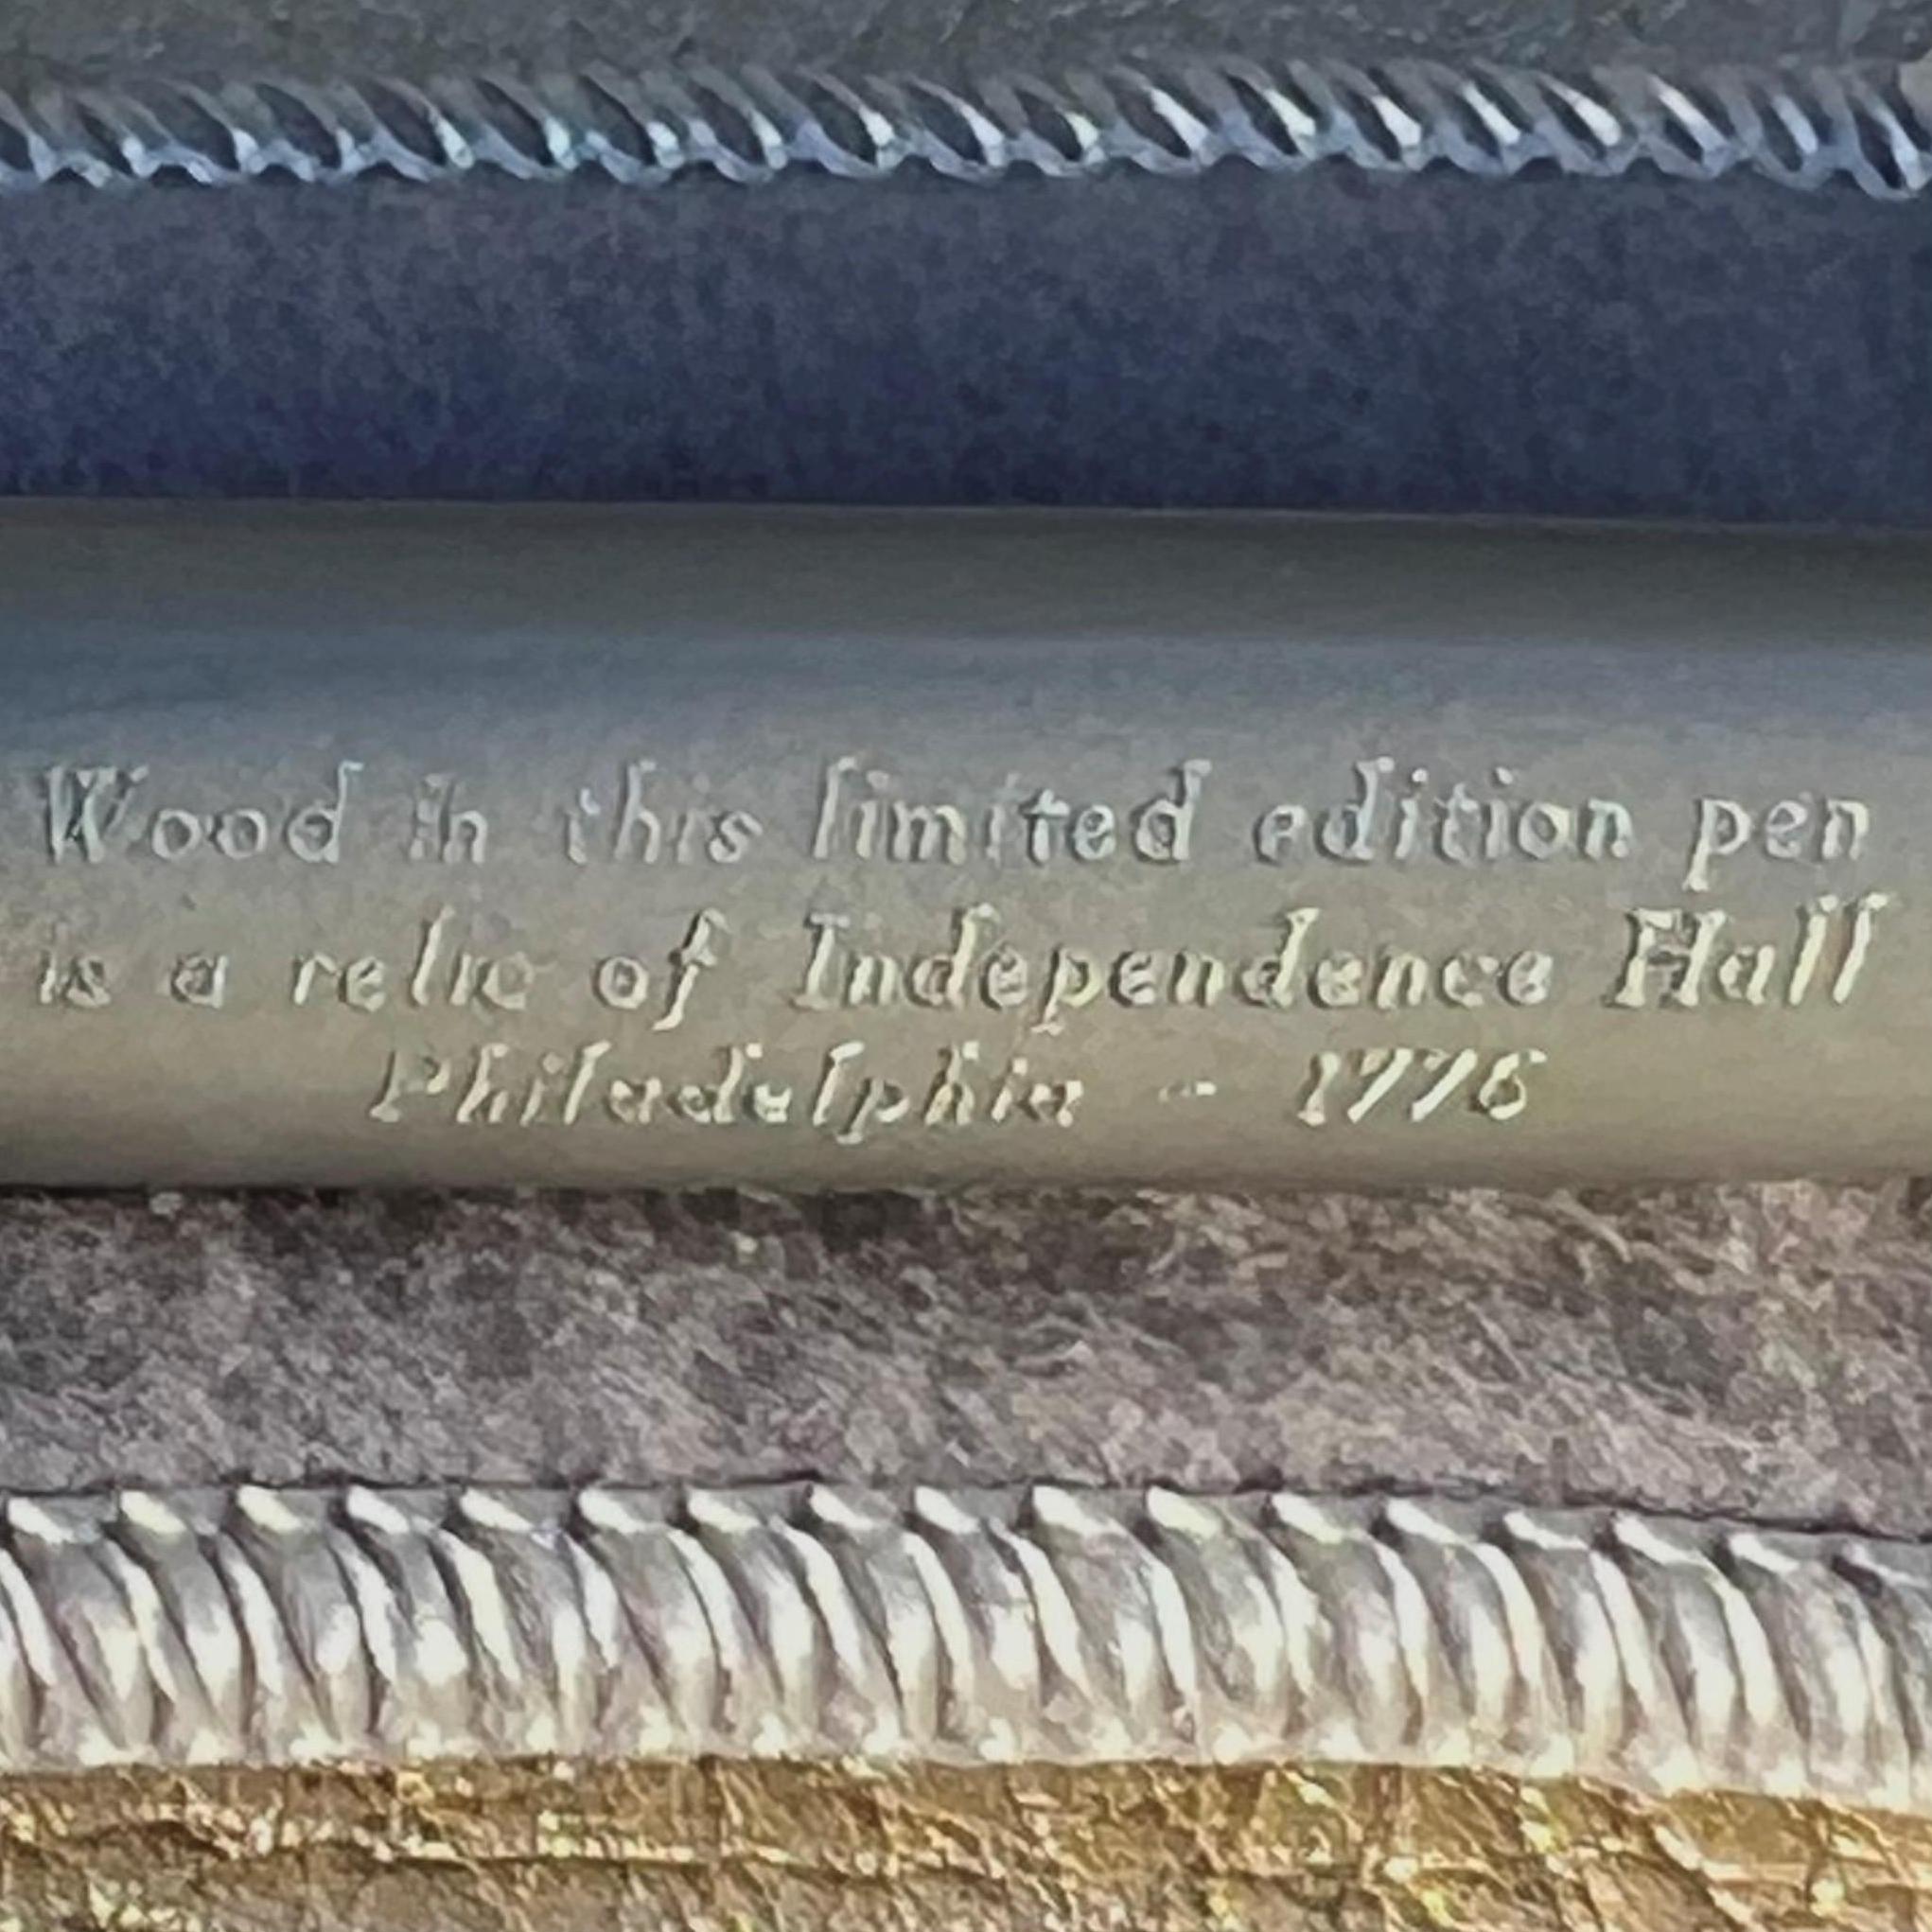 Wood in this limited edition pen
is a relic of Independence Hall
Philadelphia - 1776